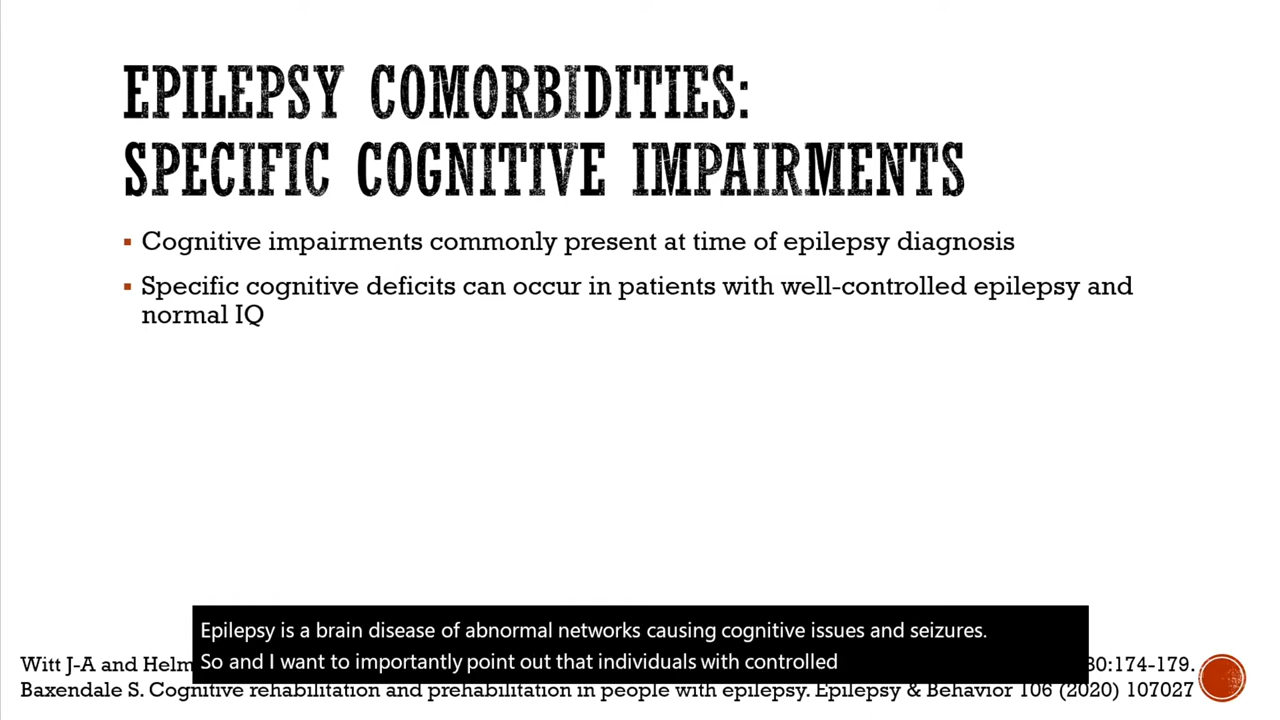 EPILEPSY COMORBIDITIES:
SPECIFIC COGNITIVE IMPAIRMENTS
▪ Cognitive impairments commonly present at time of epilepsy diagnosis
▪ Specific cognitive deficits can occur in patients with well-controlled epilepsy and
normal IQ
Epilepsy is a brain disease of abnormal networks causing cognitive issues and seizures.
So and I want to importantly point out that individuals with controlled
Witt J-A and Helm 80:174-179.
Baxendale S. Cognitive rehabilitation and prehabilitation in people with epilepsy. Epilepsy & Behavior 106 (2020) 107027